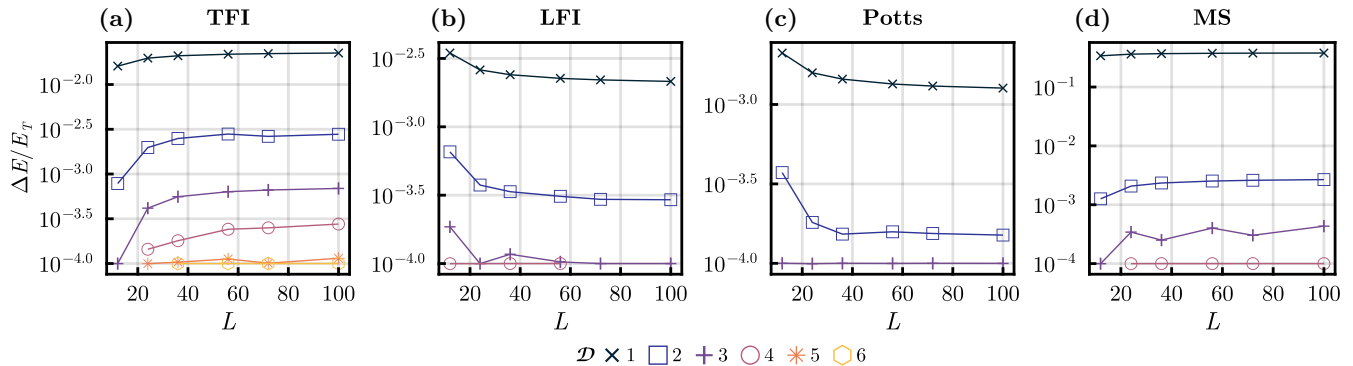 (a) TFI
(b) LFI
(c) Potts
(d) MS
ΔE/E_T
10^{-2.0}
10^{-2.5}
10^{-3.0}
10^{-3.5}
10^{-4.0}
20 40 60 80 100
L
10^{-2.5}
10^{-3.0}
10^{-3.5}
10^{-4.0}
20 40 60 80 100
L
10^{-3.0}
10^{-3.5}
10^{-4.0}
20 40 60 80 100
L
10^{-1}
10^{-2}
10^{-3}
10^{-4}
20 40 60 80 100
L
𝓓 1 2 3 4 5 6